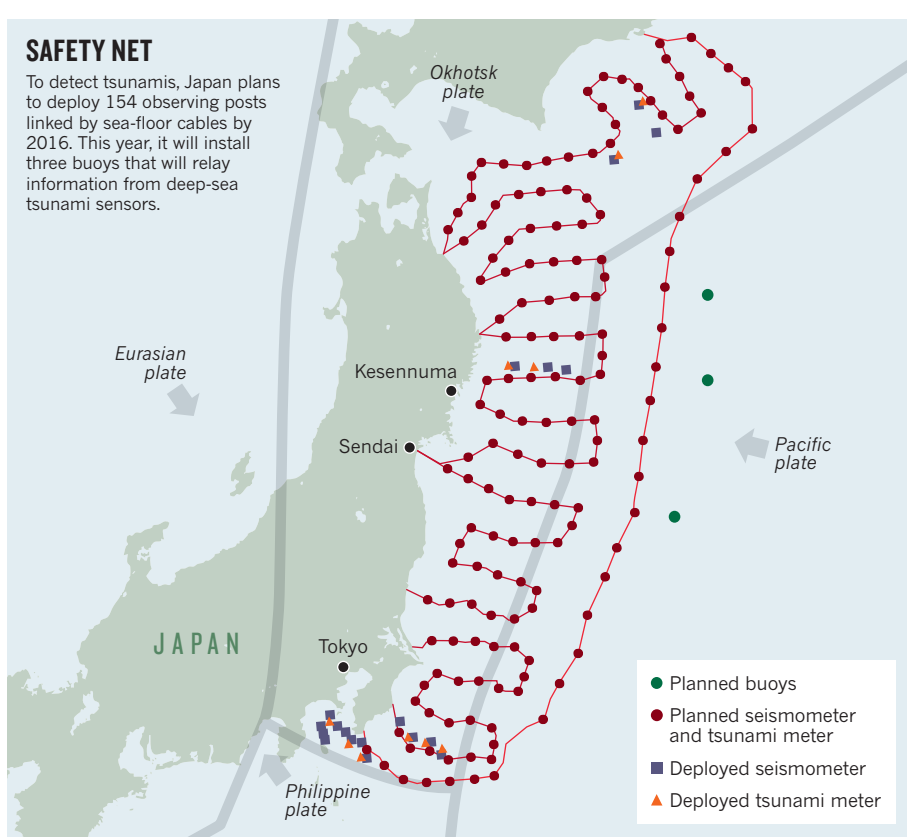 SAFETY NET
To detect tsunamis, Japan plans
to deploy 154 observing posts
linked by sea-floor cables by
2016. This year, it will install
three buoys that will relay
information from deep-sea
tsunami sensors.
Okhotsk
plate
Eurasian
plate
Kesennuma
Sendai
Pacific
plate
JAPAN
Tokyo
Philippine
plate
Planned buoys
Planned seismometer
and tsunami meter
Deployed seismometer
Deployed tsunami meter